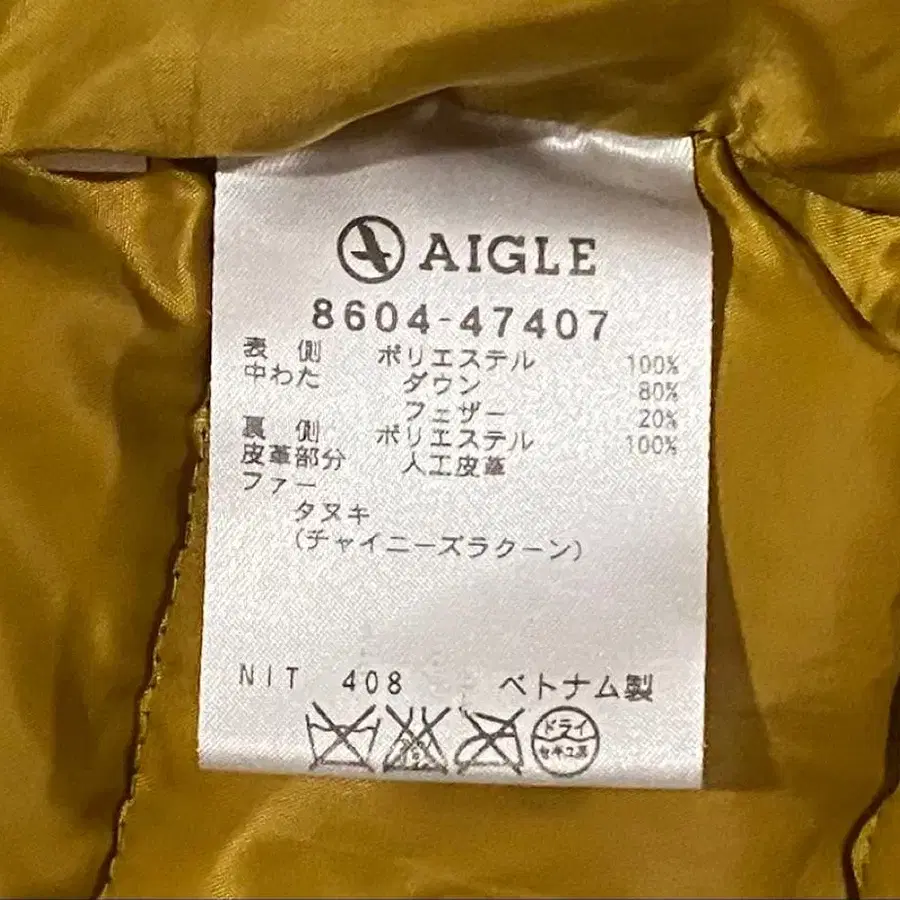 AIGLE
8604-47407
表 側 ポリエステル 100%
中わた ダウン 80%
フェザー 20%
裏 側 ポリエステル 100%
皮革部分 人工皮革
ファー
タヌキ
(チャイニーズラクーン)
NIT 408 ベトナム製
ドライ
セキユ系